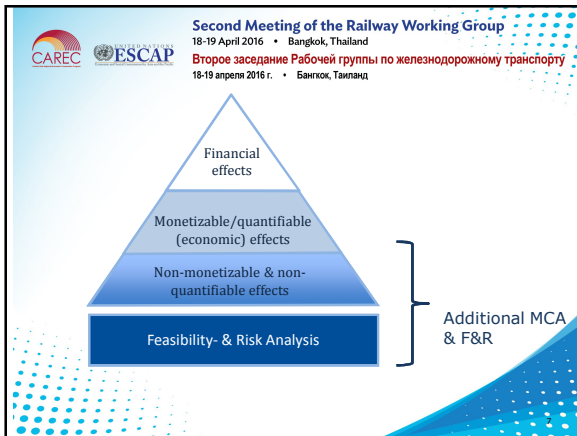 Second Meeting of the Railway Working Group
18-19 April 2016 • Bangkok, Thailand
CAREC
UNITED NATIONS
ESCAP
Второе заседание Рабочей группы по железнодорожному транспорту
18-19 апреля 2016 г. • Бангкок, Таиланд
Financial
effects
Monetizable/quantifiable
(economic) effects
Non-monetizable & non-
quantifiable effects
Feasibility- & Risk Analysis
Additional MCA
& F&R
7